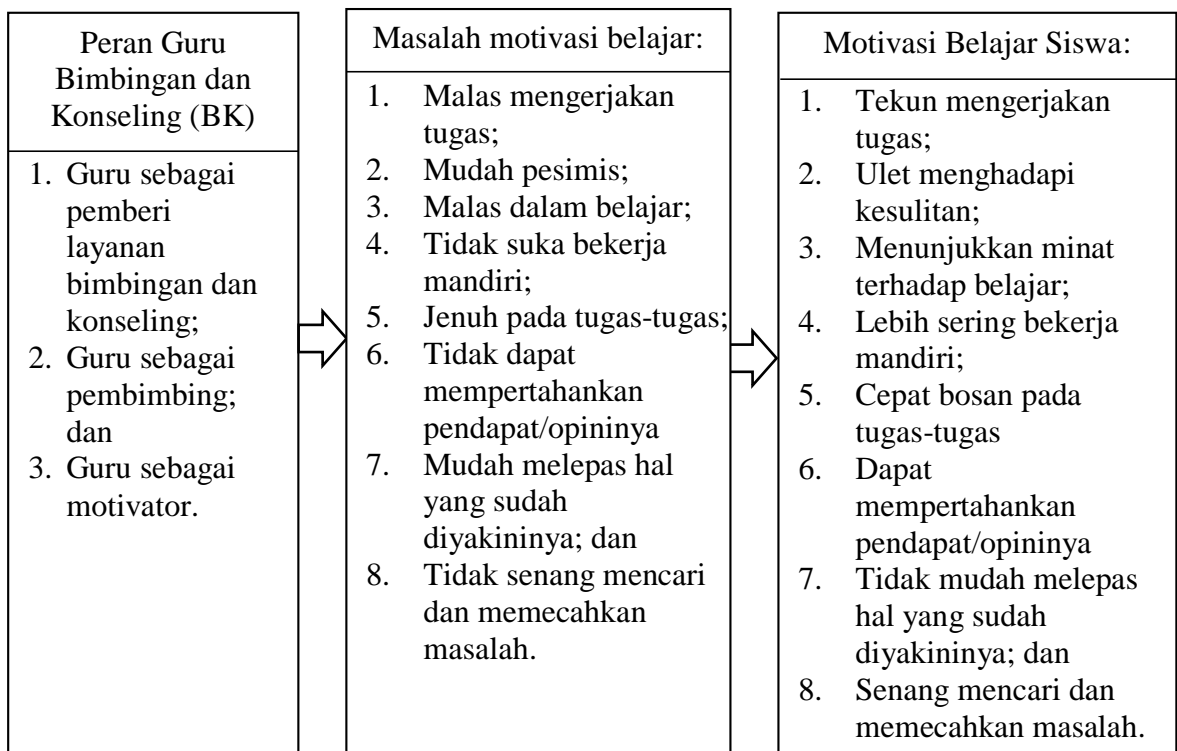 Peran Guru
Bimbingan dan
Konseling (BK)
1. Guru sebagai
pemberi
layanan
bimbingan dan
konseling;
2. Guru sebagai
pembimbing;
dan
3. Guru sebagai
motivator.
Masalah motivasi belajar:
1. Malas mengerjakan
tugas;
2. Mudah pesimis;
3. Malas dalam belajar;
4. Tidak suka bekerja
mandiri;
5. Jenuh pada tugas-tugas;
6. Tidak dapat
mempertahankan
pendapat/opininya
7. Mudah melepas hal
yang sudah
diyakininya; dan
8. Tidak senang mencari
dan memecahkan
masalah.
Motivasi Belajar Siswa:
1. Tekun mengerjakan
tugas;
2. Ulet menghadapi
kesulitan;
3. Menunjukkan minat
terhadap belajar;
4. Lebih sering bekerja
mandiri;
5. Cepat bosan pada
tugas-tugas
6. Dapat
mempertahankan
pendapat/opininya
7. Tidak mudah melepas
hal yang sudah
diyakininya; dan
8. Senang mencari dan
memecahkan masalah.